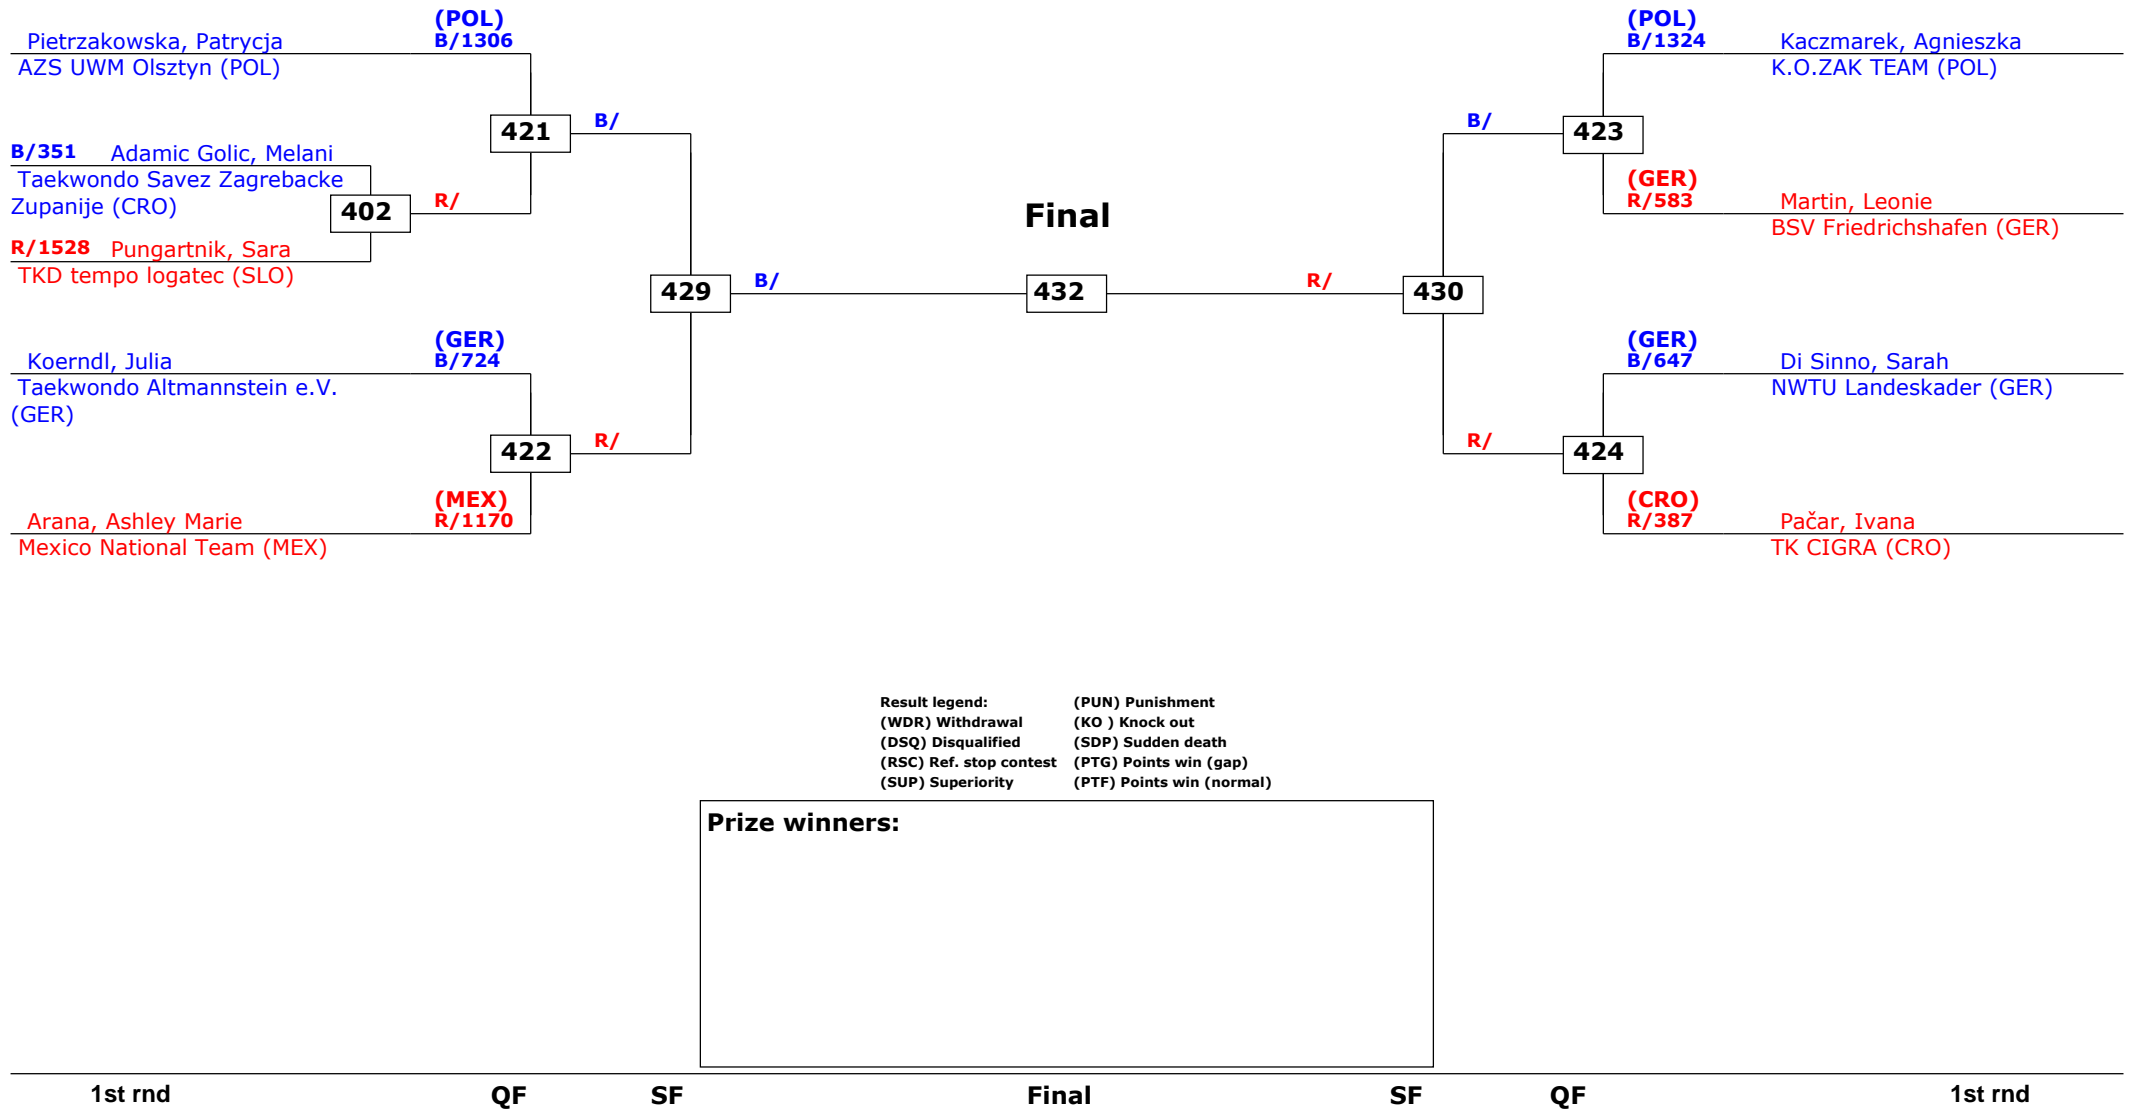 (POL)
Pietrzakowska, Patrycja B/1306
AZS UWM Olsztyn (POL)
421
B/
B/351 Adamic Golic, Melani
Taekwondo Savez Zagrebacke
Zupanije (CRO)
402
R/
R/1528 Pungartnik, Sara
TKD tempo logatec (SLO)
429
B/
(GER)
Koerndl, Julia B/724
Taekwondo Altmannstein e.V.
(GER)
422
R/
(MEX)
Arana, Ashley Marie R/1170
Mexico National Team (MEX)
Final
432
(POL)
B/1324 Kaczmarek, Agnieszka
K.O.ZAK TEAM (POL)
B/
423
(GER)
R/583 Martin, Leonie
BSV Friedrichshafen (GER)
R/
430
(GER)
B/647 Di Sinno, Sarah
NWTU Landeskader (GER)
R/
424
(CRO)
R/387 Pačar, Ivana
TK CIGRA (CRO)
Result legend: (PUN) Punishment
(WDR) Withdrawal (KO ) Knock out
(DSQ) Disqualified (SDP) Sudden death
(RSC) Ref. stop contest (PTG) Points win (gap)
(SUP) Superiority (PTF) Points win (normal)
Prize winners:
1st rnd QF SF Final SF QF 1st rnd